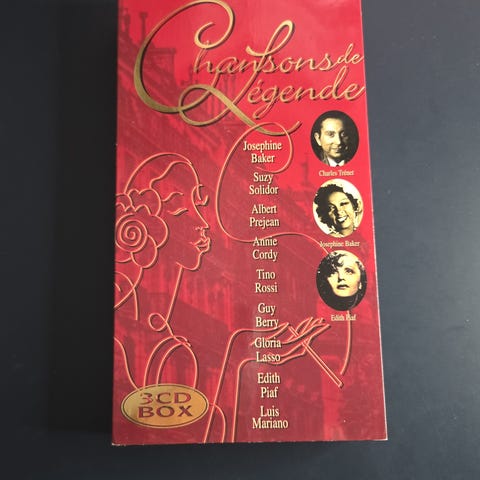 Chansons de
Légende
Josephine
Baker
Suzy
Solidor
Albert
Prejean
Annie
Cordy
Tino
Rossi
Guy
Berry
Gloria
Lasso
Edith
Piaf
Luis
Mariano
Charles Trénet
Josephine Baker
Edith Piaf
3CD
BOX